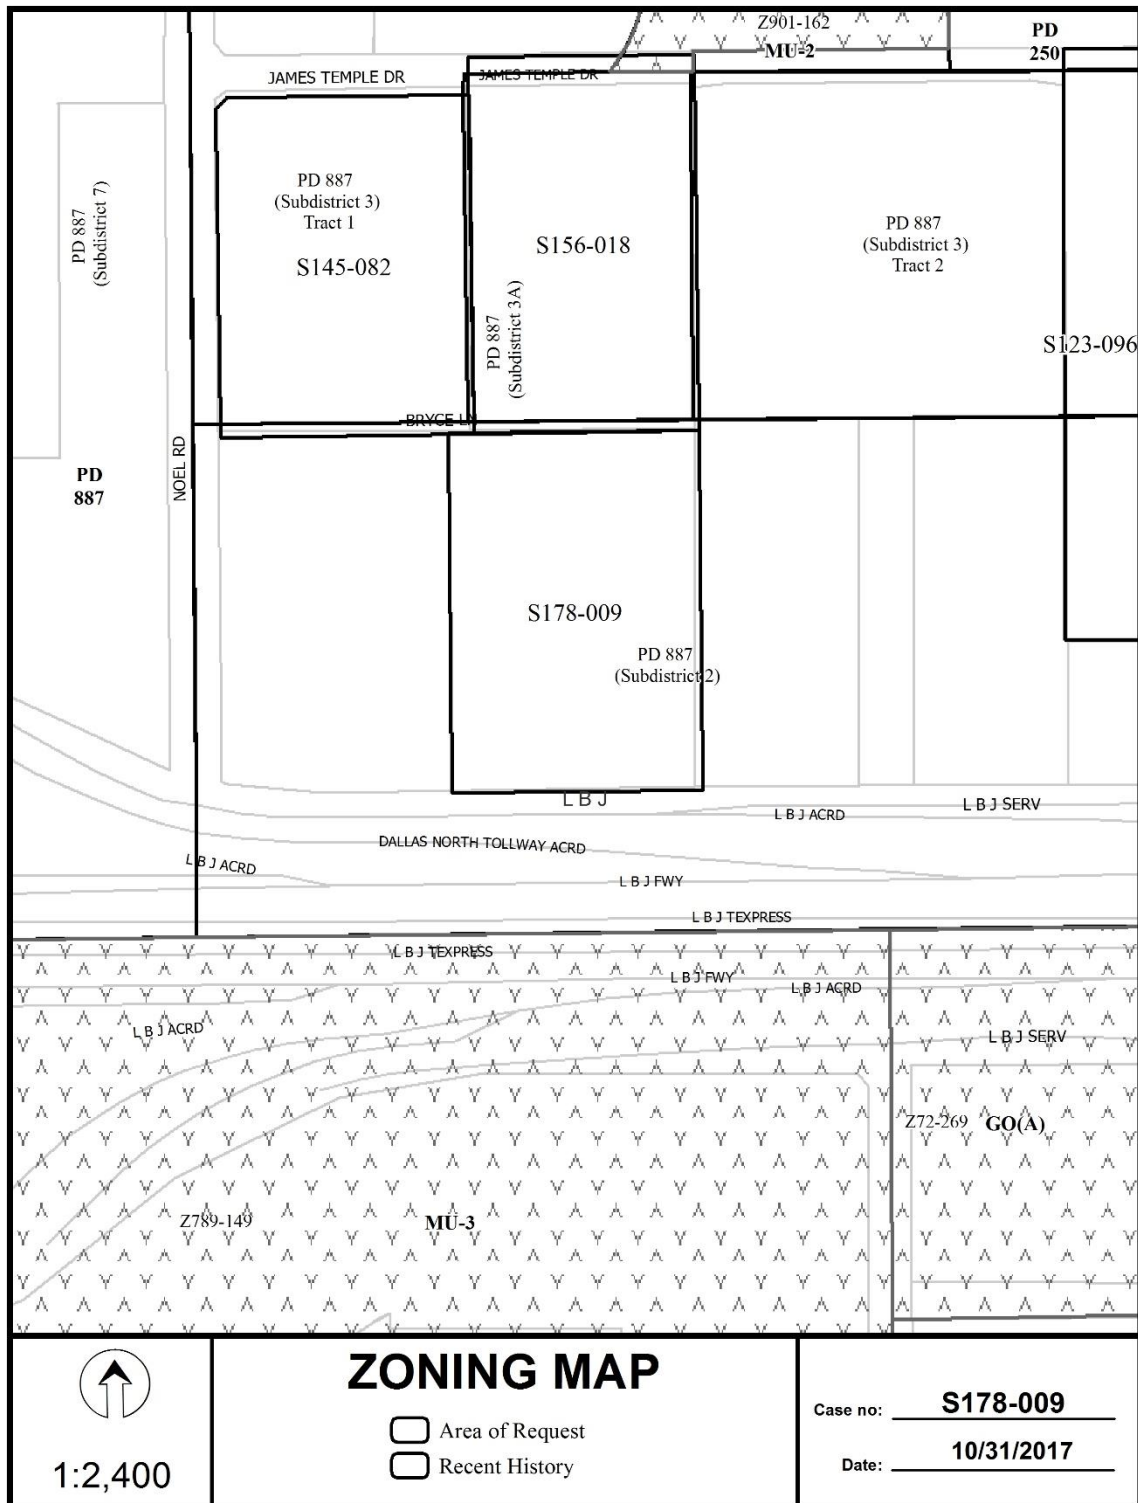 Z901-162
MU-2
PD
250
JAMES TEMPLE DR
JAMES TEMPLE DR
PD 887
(Subdistrict 7)
PD 887
(Subdistrict 3)
Tract 1
S145-082
S156-018
PD 887
(Subdistrict 3A)
PD 887
(Subdistrict 3)
Tract 2
S123-096
BRYCE LN
NOEL RD
PD
887
S178-009
PD 887
(Subdistrict 2)
L B J
L B J ACRD
L B J SERV
DALLAS NORTH TOLLWAY ACRD
L B J ACRD
L B J FWY
L B J TEXPRESS
L B J TEXPRESS
L B J FWY
L B J ACRD
L B J ACRD
L B J SERV
Z72-269
GO(A)
Z789-149
MU-3
1:2,400
ZONING MAP
Area of Request
Recent History
Case no: S178-009
Date: 10/31/2017